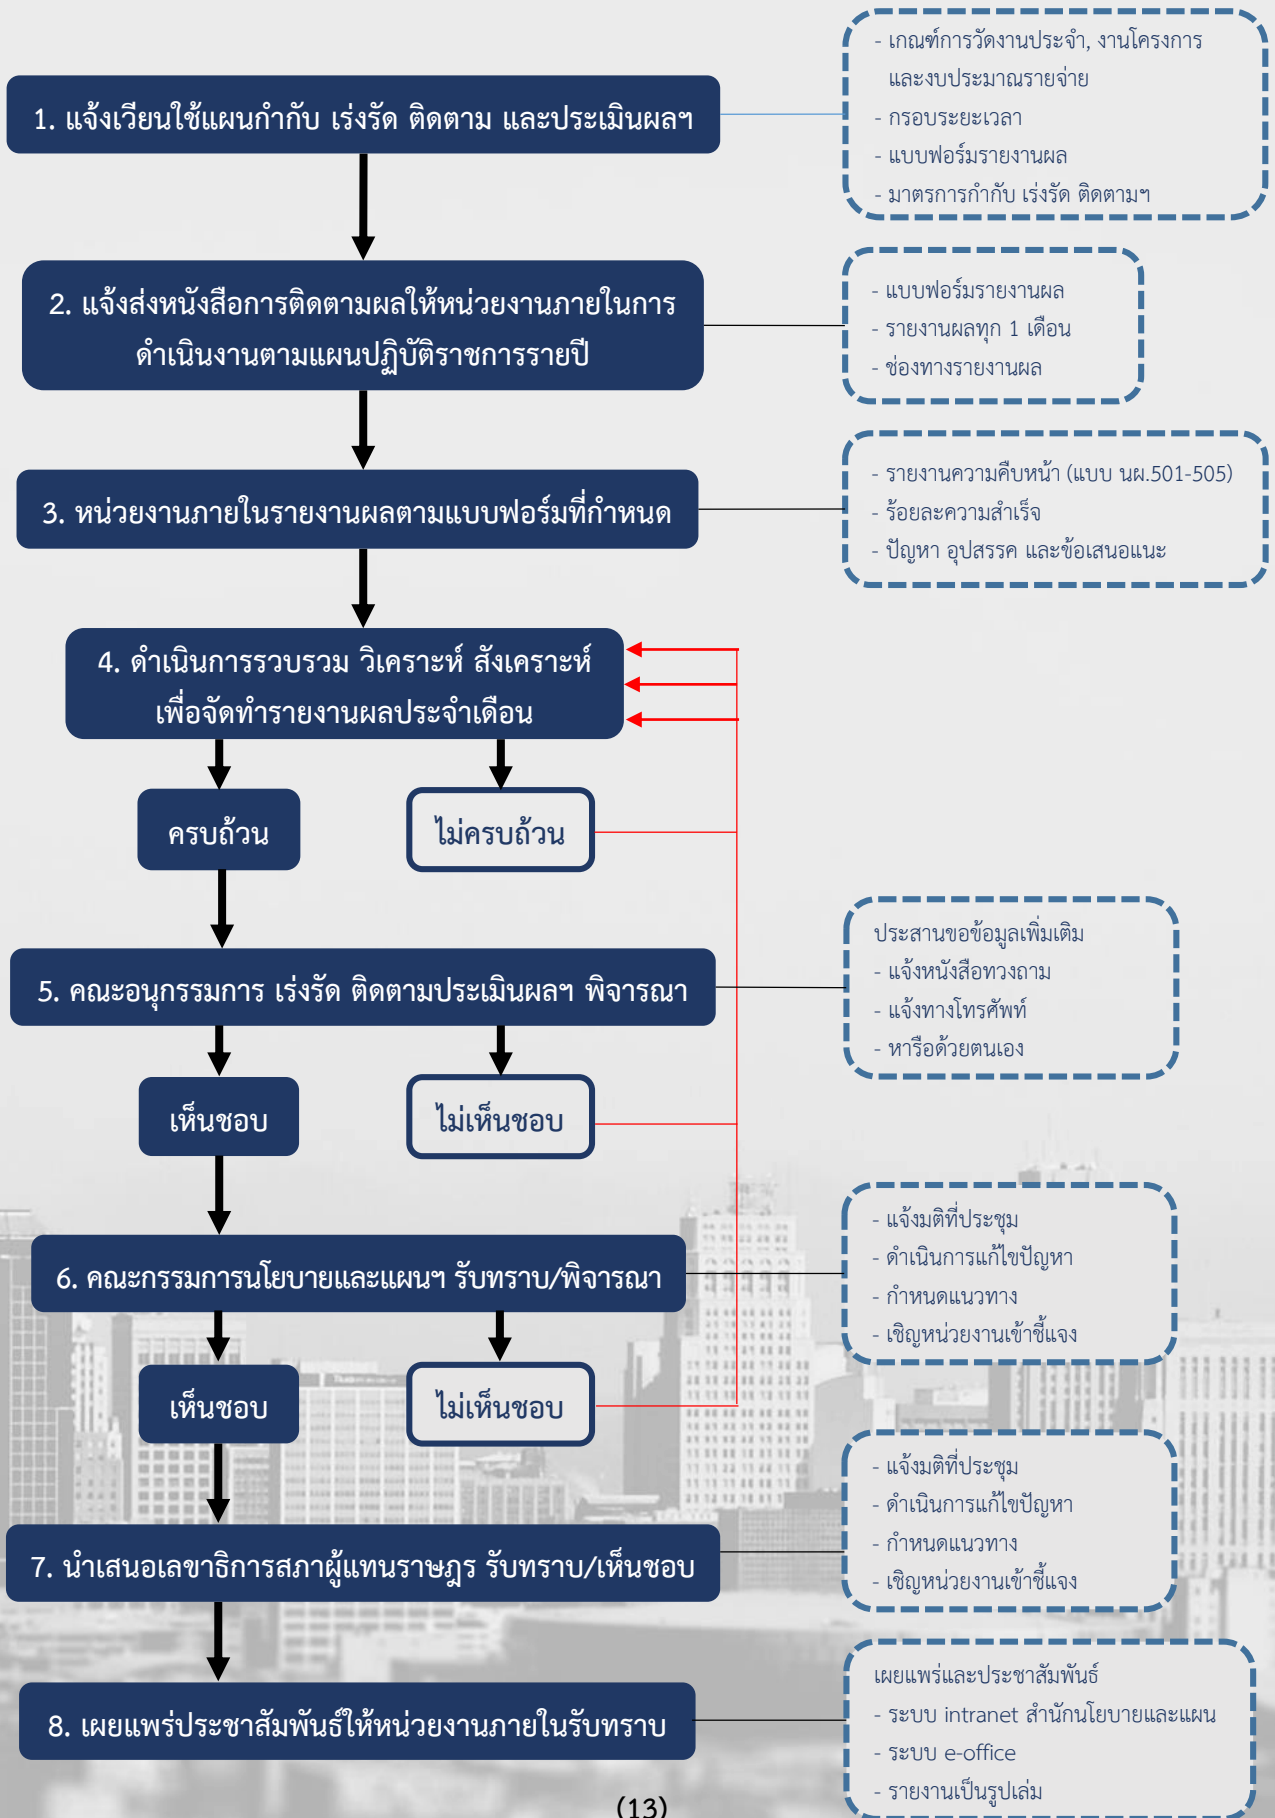 1. แจ้งเวียนใช้แผนกำกับ เร่งรัด ติดตาม และประเมินผลฯ
- เกณฑ์การวัดงานประจำ, งานโครงการ
และงบประมาณรายจ่าย
- กรอบระยะเวลา
- แบบฟอร์มรายงานผล
- มาตรการกำกับ เร่งรัด ติดตามฯ
2. แจ้งส่งหนังสือการติดตามผลให้หน่วยงานภายในการ
ดำเนินงานตามแผนปฏิบัติราชการรายปี
- แบบฟอร์มรายงานผล
- รายงานผลทุก 1 เดือน
- ช่องทางรายงานผล
3. หน่วยงานภายในรายงานผลตามแบบฟอร์มที่กำหนด
- รายงานความคืบหน้า (แบบ นผ.501-505)
- ร้อยละความสำเร็จ
- ปัญหา อุปสรรค และข้อเสนอแนะ
4. ดำเนินการรวบรวม วิเคราะห์ สังเคราะห์
เพื่อจัดทำรายงานผลประจำเดือน
ครบถ้วน
ไม่ครบถ้วน
5. คณะอนุกรรมการ เร่งรัด ติดตามประเมินผลฯ พิจารณา
ประสานขอข้อมูลเพิ่มเติม
- แจ้งหนังสือทวงถาม
- แจ้งทางโทรศัพท์
- หารือด้วยตนเอง
เห็นชอบ
ไม่เห็นชอบ
6. คณะกรรมการนโยบายและแผนฯ รับทราบ/พิจารณา
- แจ้งมติที่ประชุม
- ดำเนินการแก้ไขปัญหา
- กำหนดแนวทาง
- เชิญหน่วยงานเข้าชี้แจง
เห็นชอบ
ไม่เห็นชอบ
7. นำเสนอเลขาธิการสภาผู้แทนราษฎร รับทราบ/เห็นชอบ
- แจ้งมติที่ประชุม
- ดำเนินการแก้ไขปัญหา
- กำหนดแนวทาง
- เชิญหน่วยงานเข้าชี้แจง
8. เผยแพร่ประชาสัมพันธ์ให้หน่วยงานภายในรับทราบ
เผยแพร่และประชาสัมพันธ์
- ระบบ intranet สำนักนโยบายและแผน
- ระบบ e-office
- รายงานเป็นรูปเล่ม
(13)